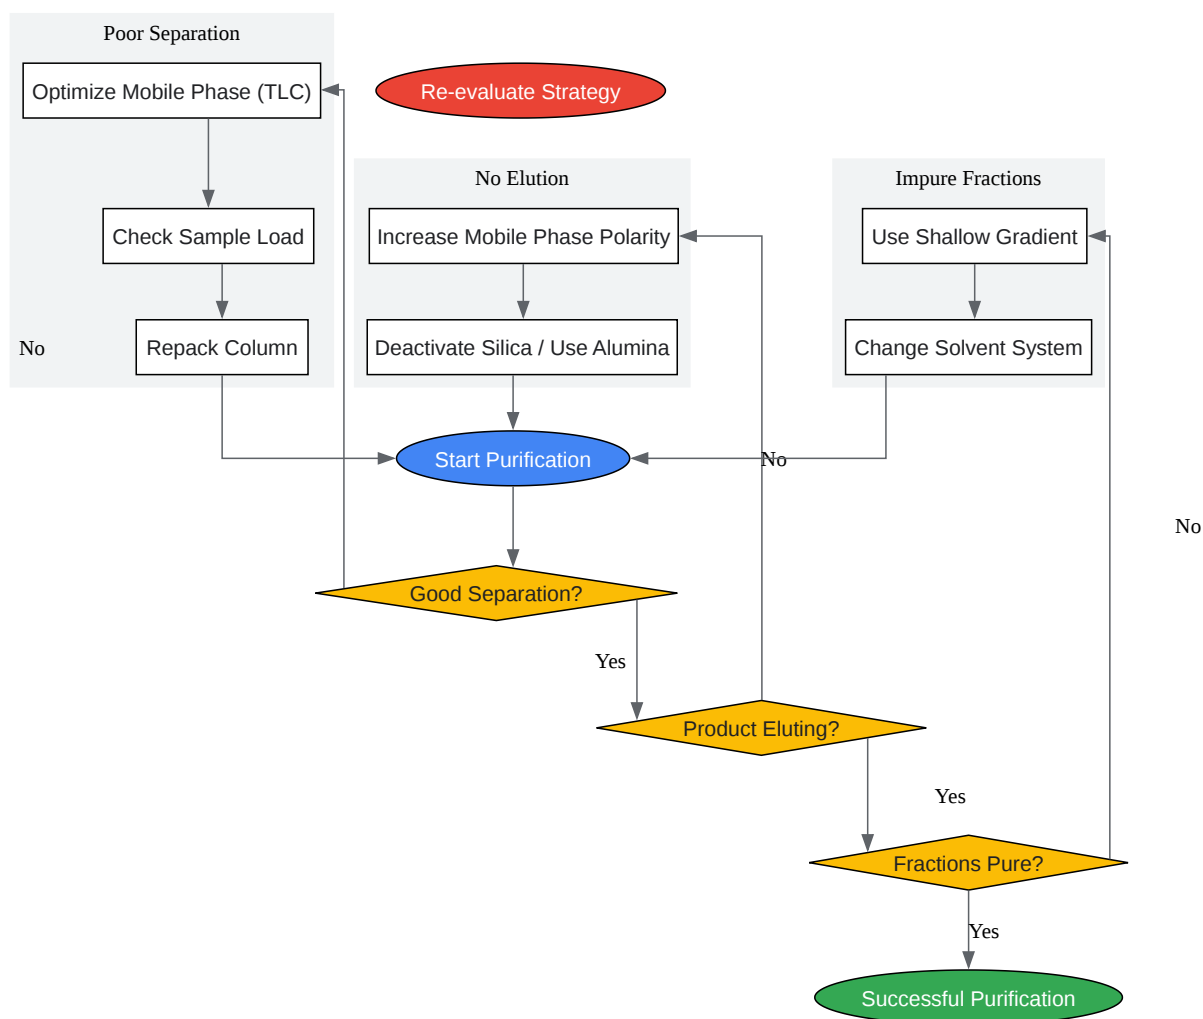 Poor Separation
Optimize Mobile Phase (TLC)
Re-evaluate Strategy
No Elution
Impure Fractions
Check Sample Load
Increase Mobile Phase Polarity
Use Shallow Gradient
No
Repack Column
Deactivate Silica / Use Alumina
Change Solvent System
Start Purification
No
No
Good Separation?
Yes
Product Eluting?
Yes
Fractions Pure?
Yes
Successful Purification